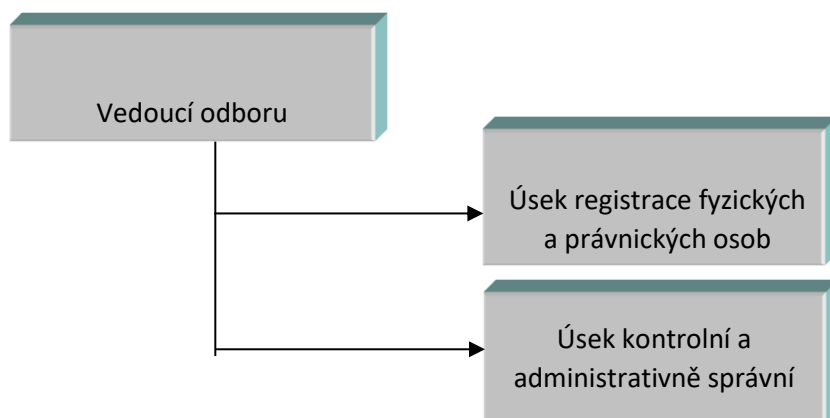 Vedoucí odboru
Úsek registrace fyzických
a právnických osob
Úsek kontrolní a
administrativně správní